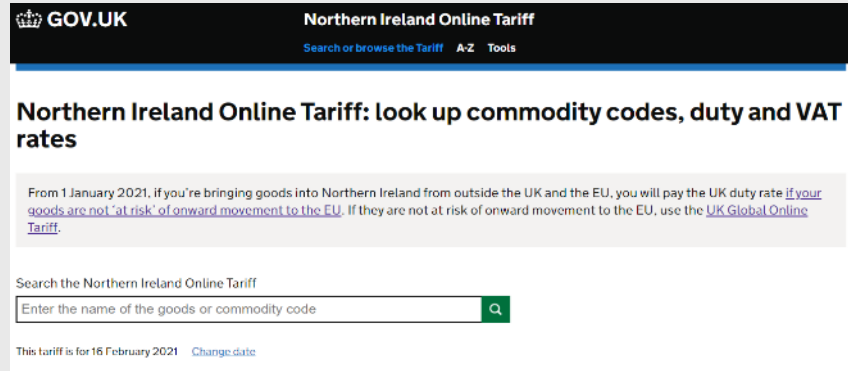 GOV.UK
Northern Ireland Online Tariff
Search or browse the Tariff A-Z Tools
Northern Ireland Online Tariff: look up commodity codes, duty and VAT
rates
From 1 January 2021, if you're bringing goods into Northern Ireland from outside the UK and the EU, you will pay the UK duty rate if your
goods are not 'at risk' of onward movement to the EU. If they are not at risk of onward movement to the EU, use the UK Global Online
Tariff.
Search the Northern Ireland Online Tariff
Enter the name of the goods or commodity code
This tariff is for 16 February 2021 Change date